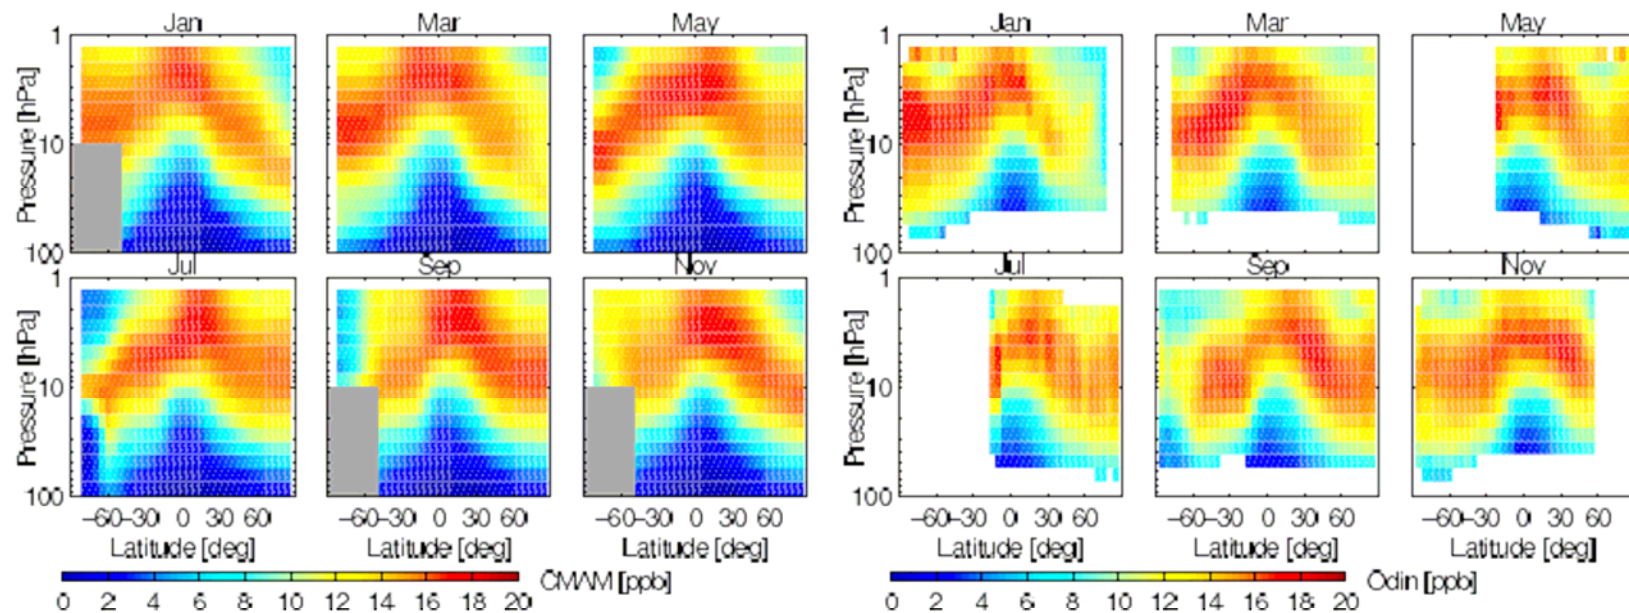 Jan Mar May Jan Mar May
1 1
Pressure [hPa] Pressure [hPa]
10 10
100 100
Jul Sep Nov Jul Sep Nov
1 1
Pressure [hPa] Pressure [hPa]
10 10
100 100
-60-30 0 30 60 -60-30 0 30 60 -60-30 0 30 60 -60-30 0 30 60 -60-30 0 30 60 -60-30 0 30 60
Latitude [deg] Latitude [deg] Latitude [deg] Latitude [deg] Latitude [deg] Latitude [deg]
CMAM [ppb] Odin [ppb]
0 2 4 6 8 10 12 14 16 18 20 0 2 4 6 8 10 12 14 16 18 20